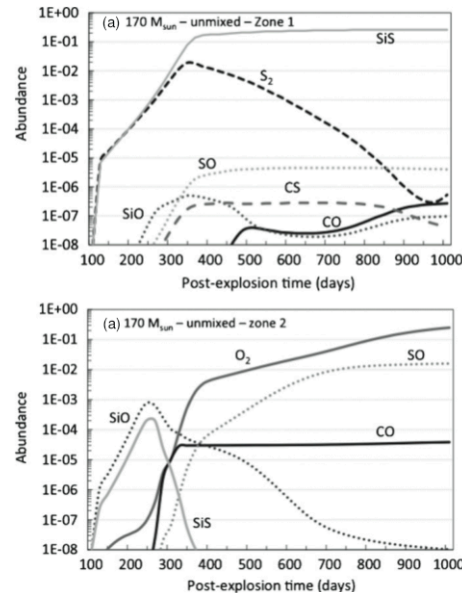 (a) 170 Msun – unmixed – Zone 1
Abundance
1E+00
1E-01
1E-02
1E-03
1E-04
1E-05
1E-06
1E-07
1E-08
SiS
S2
SO
CS
SiO
CO
100 200 300 400 500 600 700 800 900 1000
Post-explosion time (days)
(a) 170 Msun – unmixed – zone 2
Abundance
1E+00
1E-01
1E-02
1E-03
1E-04
1E-05
1E-06
1E-07
1E-08
O2
SO
SiO
CO
SiS
100 200 300 400 500 600 700 800 900 1000
Post-explosion time (days)